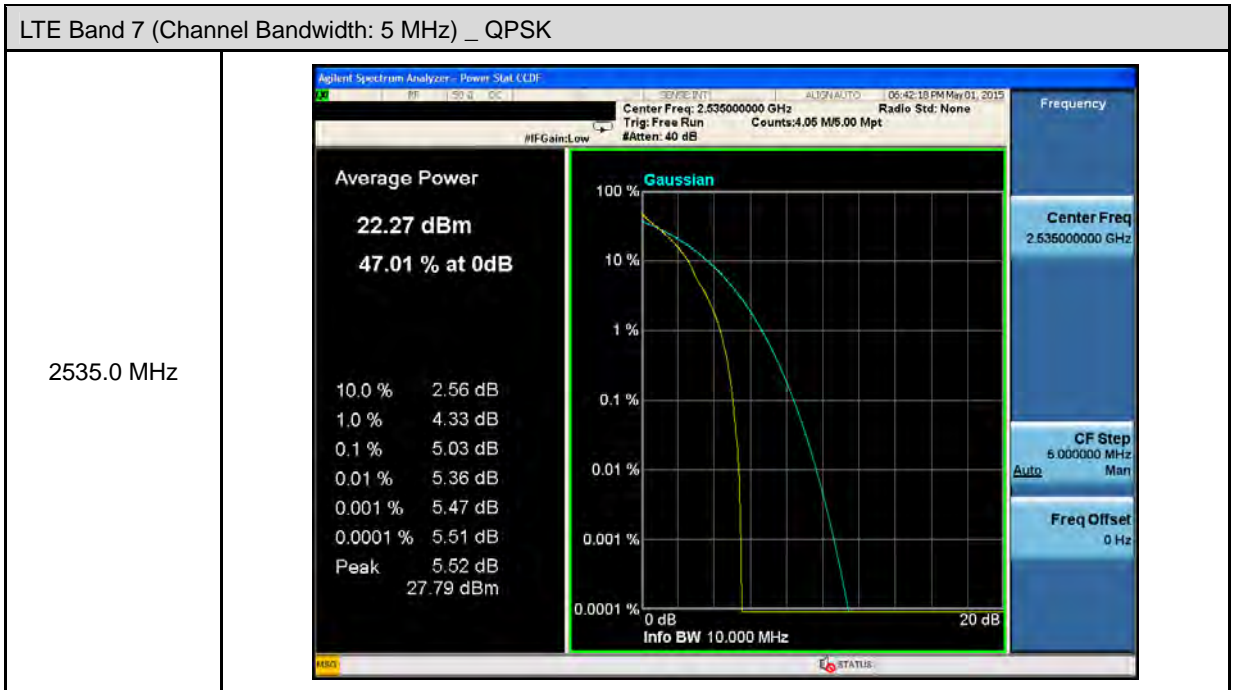 LTE Band 7 (Channel Bandwidth: 5 MHz) _ QPSK
2535.0 MHz
Agilent Spectrum Analyzer - Power Stat CCDF
RF 50 Ω DC SENSE:INT ALIGN AUTO 06:42:18 PM May 01, 2015
Center Freq: 2.535000000 GHz Radio Std: None
Trig: Free Run Counts:4.05 M/5.00 Mpt
#IFGain:Low #Atten: 40 dB
Average Power
22.27 dBm
47.01 % at 0dB
10.0 % 2.56 dB
1.0 % 4.33 dB
0.1 % 5.03 dB
0.01 % 5.36 dB
0.001 % 5.47 dB
0.0001 % 5.51 dB
Peak 5.52 dB
27.79 dBm
Gaussian
100 %
10 %
1 %
0.1 %
0.01 %
0.001 %
0.0001 %
0 dB 20 dB
Info BW 10.000 MHz
Frequency
Center Freq
2.535000000 GHz
CF Step
5.000000 MHz
Auto Man
Freq Offset
0 Hz
MSG STATUS